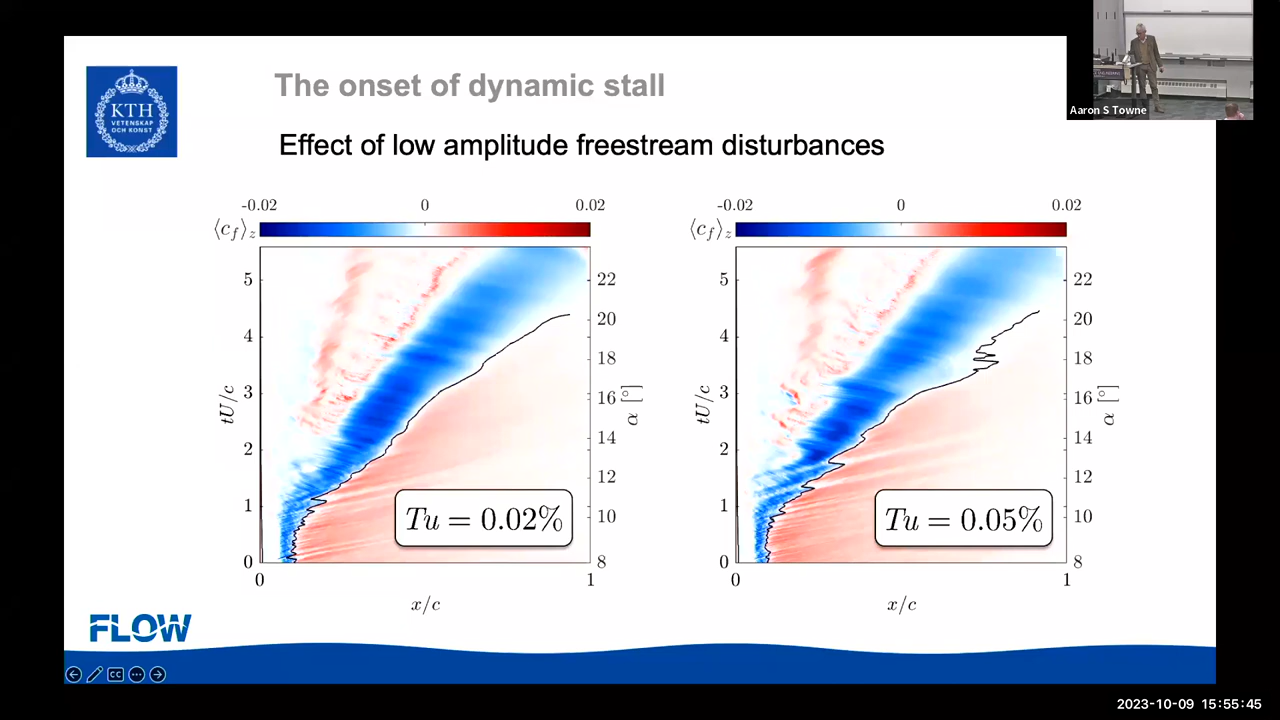 Aaron S Towne
KTH
VETENSKAP
OCH KONST
The onset of dynamic stall
Effect of low amplitude freestream disturbances
-0.02 0 0.02
⟨c_f⟩_z
5
4
3
2
1
0
tU/c
22
20
18
16
14
12
10
8
α [°]
Tu = 0.02%
0 1
x/c
-0.02 0 0.02
⟨c_f⟩_z
5
4
3
2
1
0
tU/c
22
20
18
16
14
12
10
8
α [°]
Tu = 0.05%
0 1
x/c
FLOW
CC
2023-10-09 15:55:45